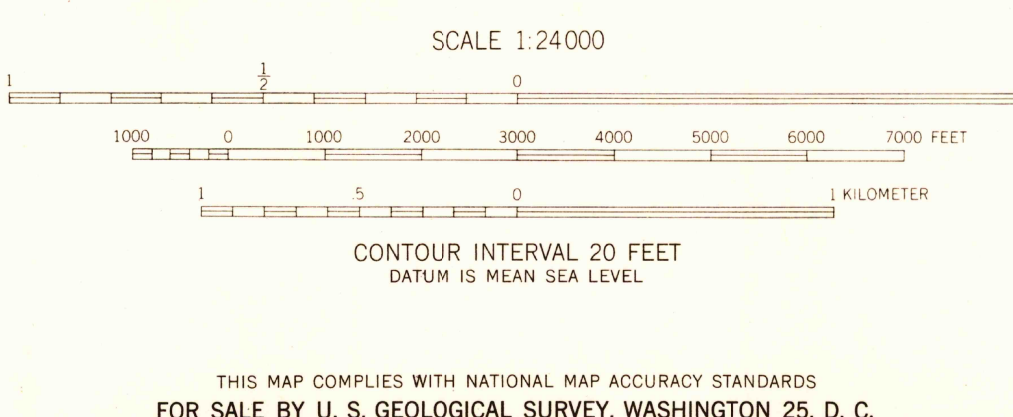 SCALE 1:24000
1 1/2 0
1000 0 1000 2000 3000 4000 5000 6000 7000 FEET
1 .5 0 1 KILOMETER
CONTOUR INTERVAL 20 FEET
DATUM IS MEAN SEA LEVEL
THIS MAP COMPLIES WITH NATIONAL MAP ACCURACY STANDARDS
FOR SALE BY U. S. GEOLOGICAL SURVEY, WASHINGTON 25, D. C.